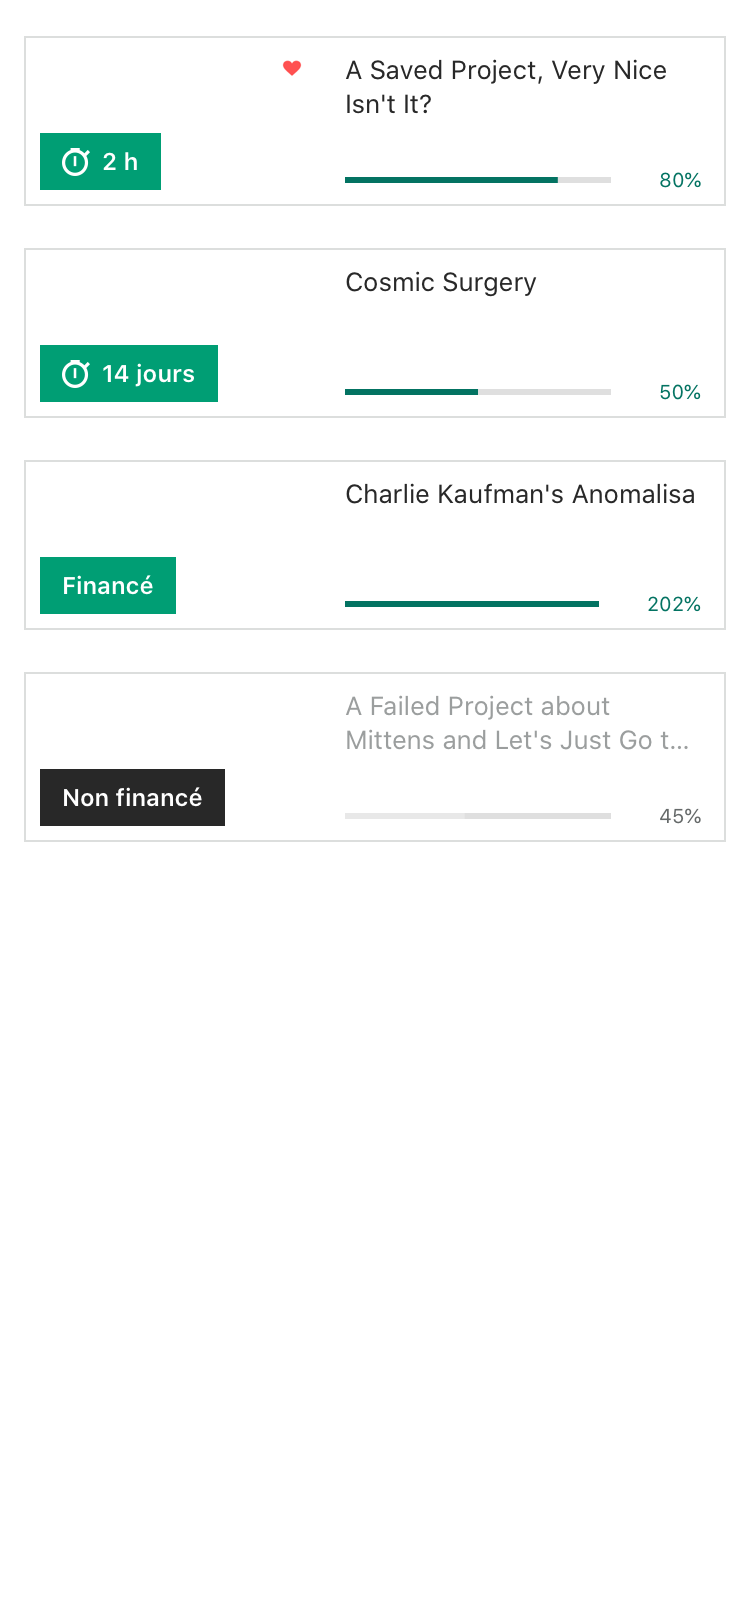 A Saved Project, Very Nice
Isn't It?
2 h
80%
Cosmic Surgery
14 jours
50%
Charlie Kaufman's Anomalisa
Financé
202%
A Failed Project about
Mittens and Let's Just Go t...
Non financé
45%